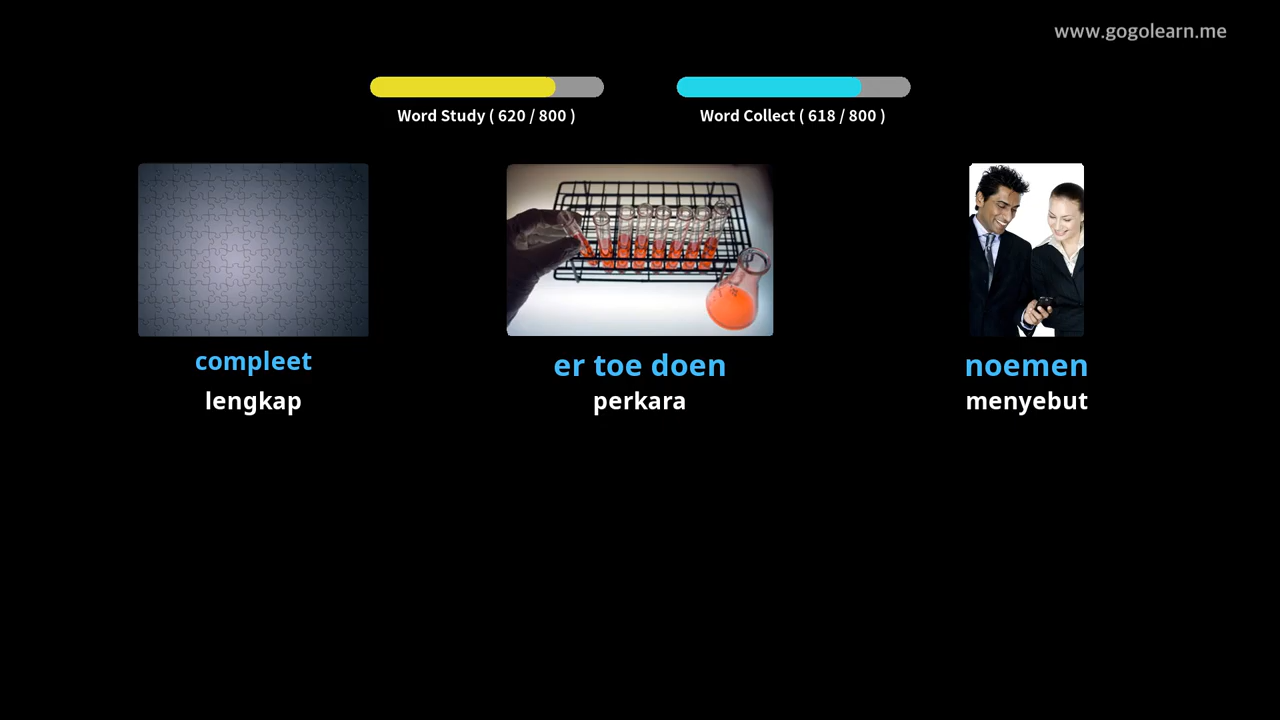 www.gogolearn.me
Word Study ( 620 / 800 )
Word Collect ( 618 / 800 )
compleet
lengkap
er toe doen
perkara
noemen
menyebut